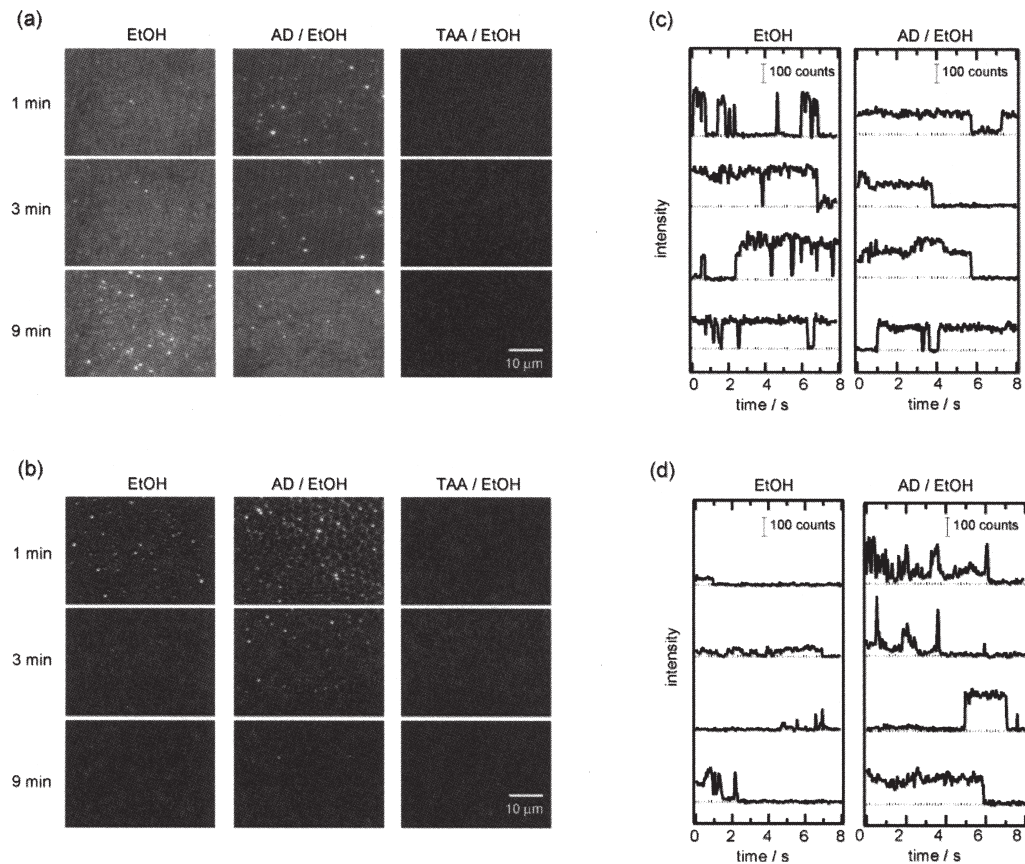 (a)
EtOH
AD / EtOH
TAA / EtOH
1 min
3 min
9 min
10 µm
(b)
EtOH
AD / EtOH
TAA / EtOH
1 min
3 min
9 min
10 µm
(c)
EtOH
AD / EtOH
100 counts
100 counts
intensity
0 2 4 6 8
0 2 4 6 8
time / s
time / s
(d)
EtOH
AD / EtOH
100 counts
100 counts
intensity
0 2 4 6 8
0 2 4 6 8
time / s
time / s